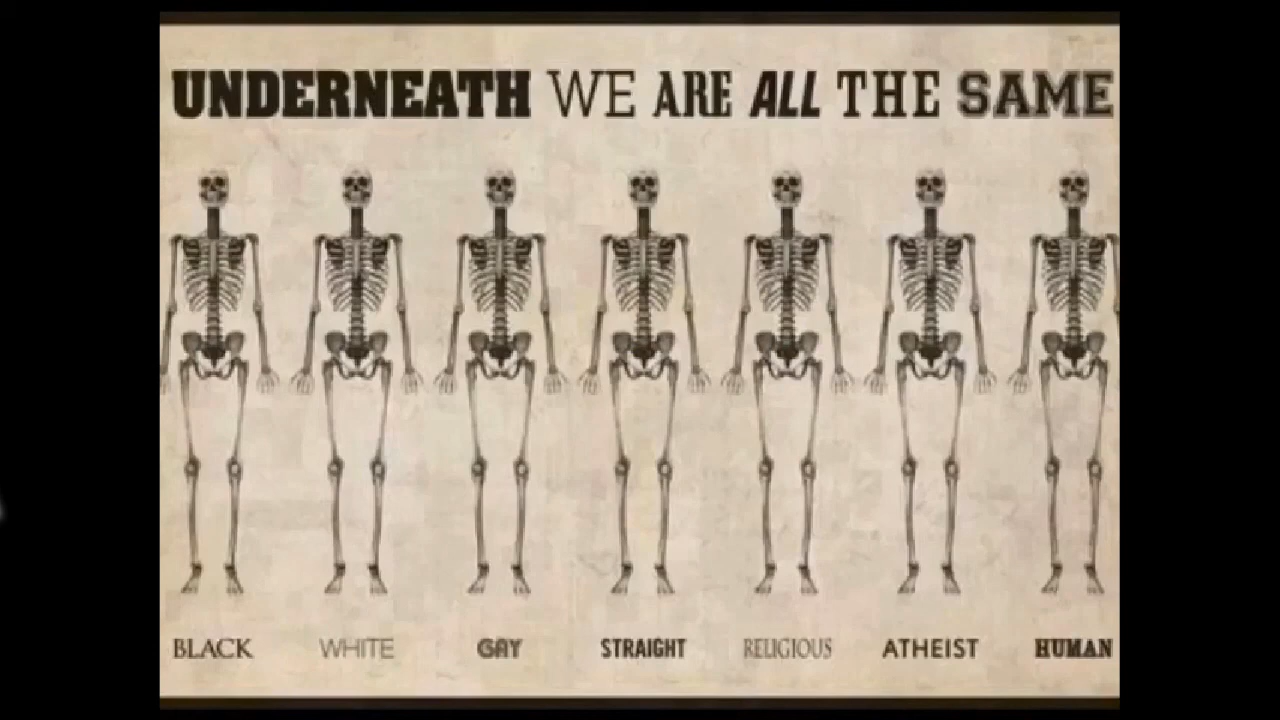 UNDERNEATH WE ARE ALL THE SAME
BLACK WHITE GAY STRAIGHT RELIGIOUS ATHEIST HUMAN